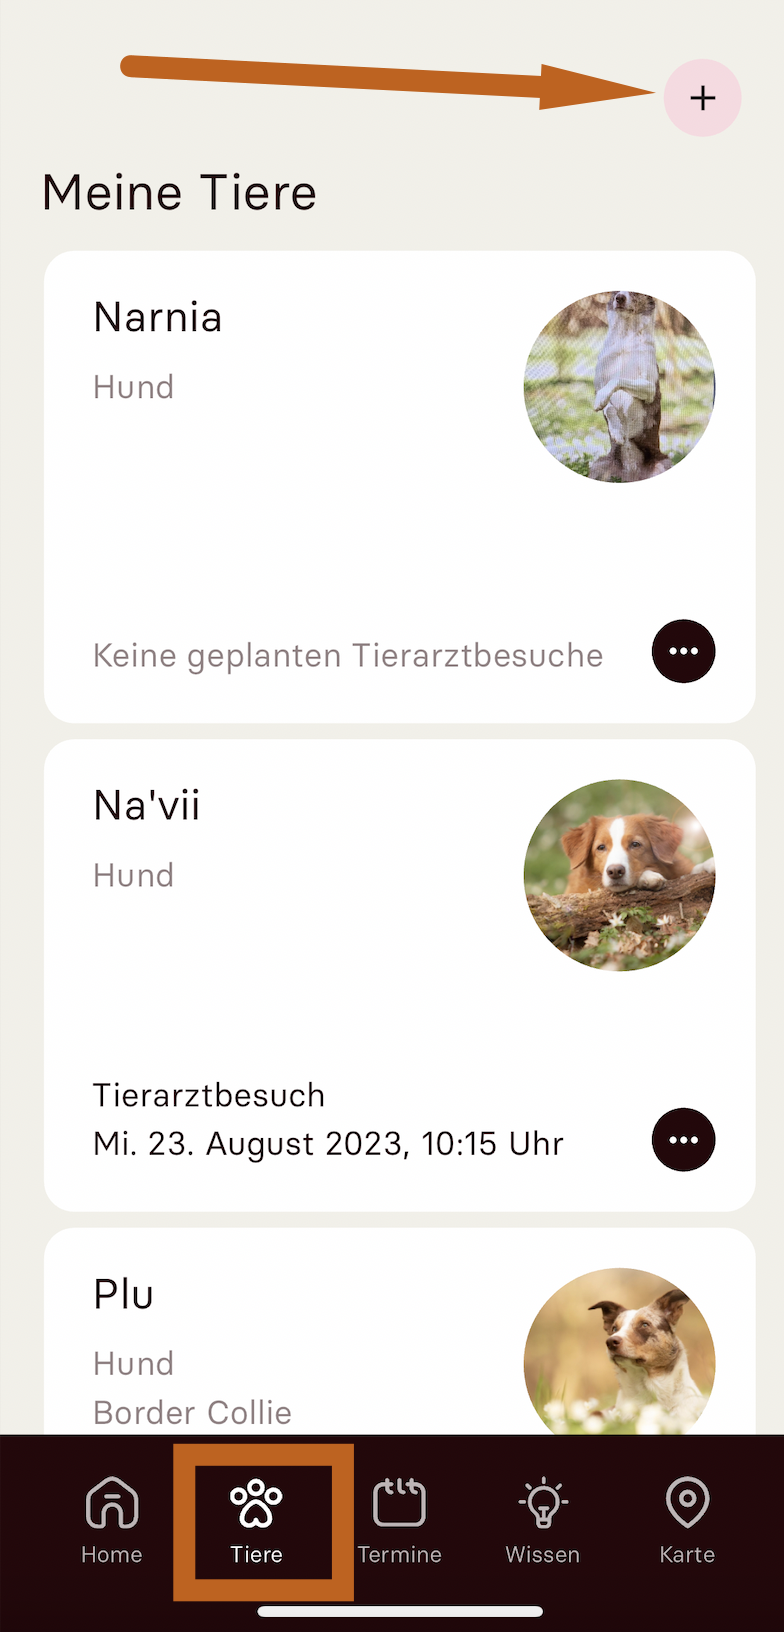 Meine Tiere
Narnia
Hund
Keine geplanten Tierarztbesuche
Na'vii
Hund
Tierarztbesuch
Mi. 23. August 2023, 10:15 Uhr
Plu
Hund
Border Collie
Home
Tiere
Termine
Wissen
Karte